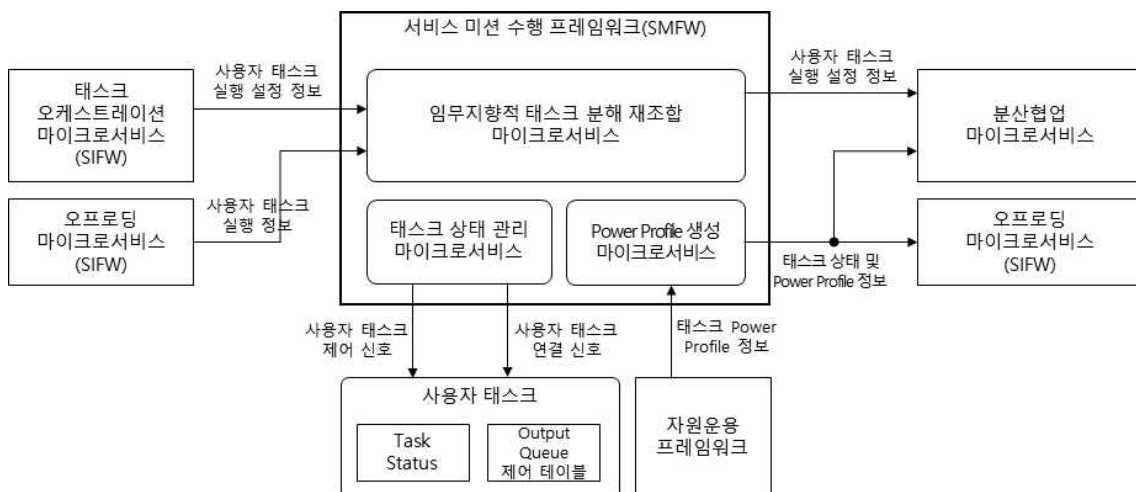 서비스 미션 수행 프레임워크(SMFW)
태스크
오케스트레이션
마이크로서비스
(SIFW)
사용자 태스크
실행 설정 정보
임무지향적 태스크 분해 재조합
마이크로서비스
사용자 태스크
실행 설정 정보
분산협업
마이크로서비스
오프로딩
마이크로서비스
(SIFW)
사용자 태스크
실행 정보
태스크 상태 관리
마이크로서비스
Power Profile 생성
마이크로서비스
태스크 상태 및
Power Profile 정보
오프로딩
마이크로서비스
(SIFW)
사용자 태스크
제어 신호
사용자 태스크
연결 신호
태스크 Power
Profile 정보
사용자 태스크
Task
Status
Output
Queue
제어 테이블
자원운용
프레임워크